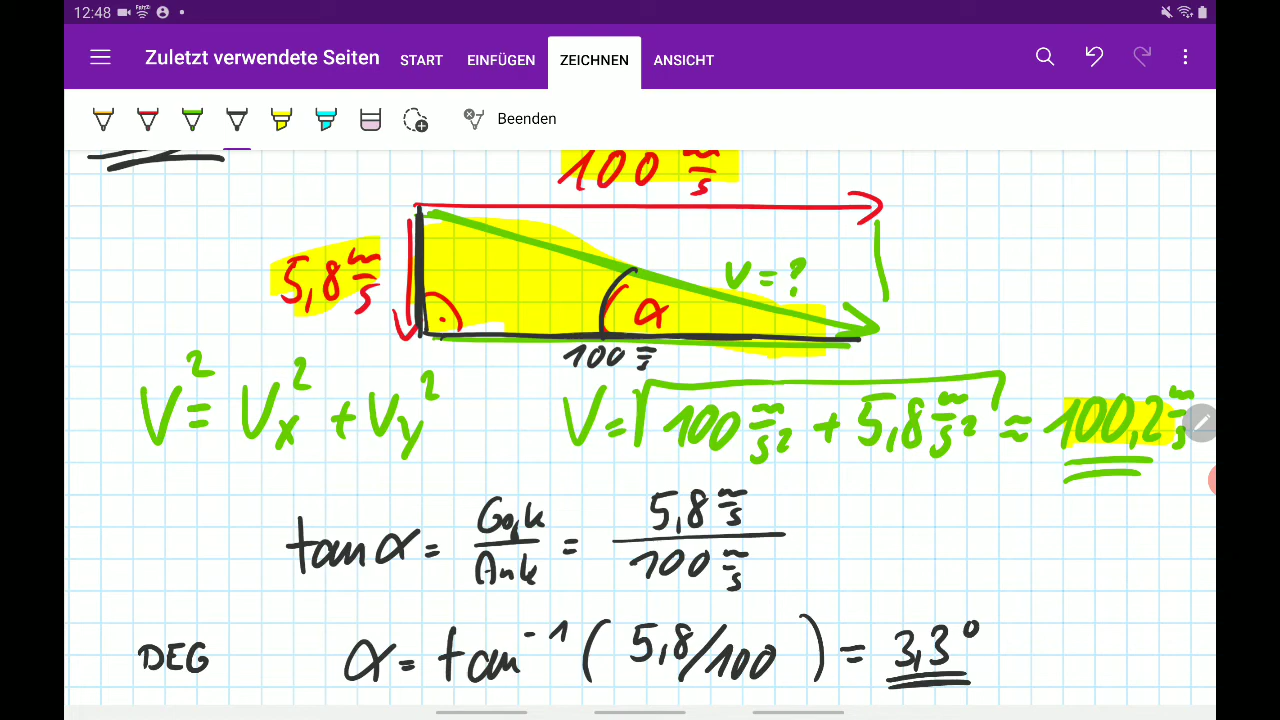 12:48
Zuletzt verwendete Seiten START EINFÜGEN ZEICHNEN ANSICHT
Beenden
100 m/s
5,8 m/s
V = ?
α
100 m/s
V² = Vx² + Vy²
V = √100 m/s² + 5,8 m/s² ≈ 100,2 m/s
tan α = Gegk/Ank = 5,8 m/s / 100 m/s
DEG α = tan⁻¹ ( 5,8/100 ) = 3,3°